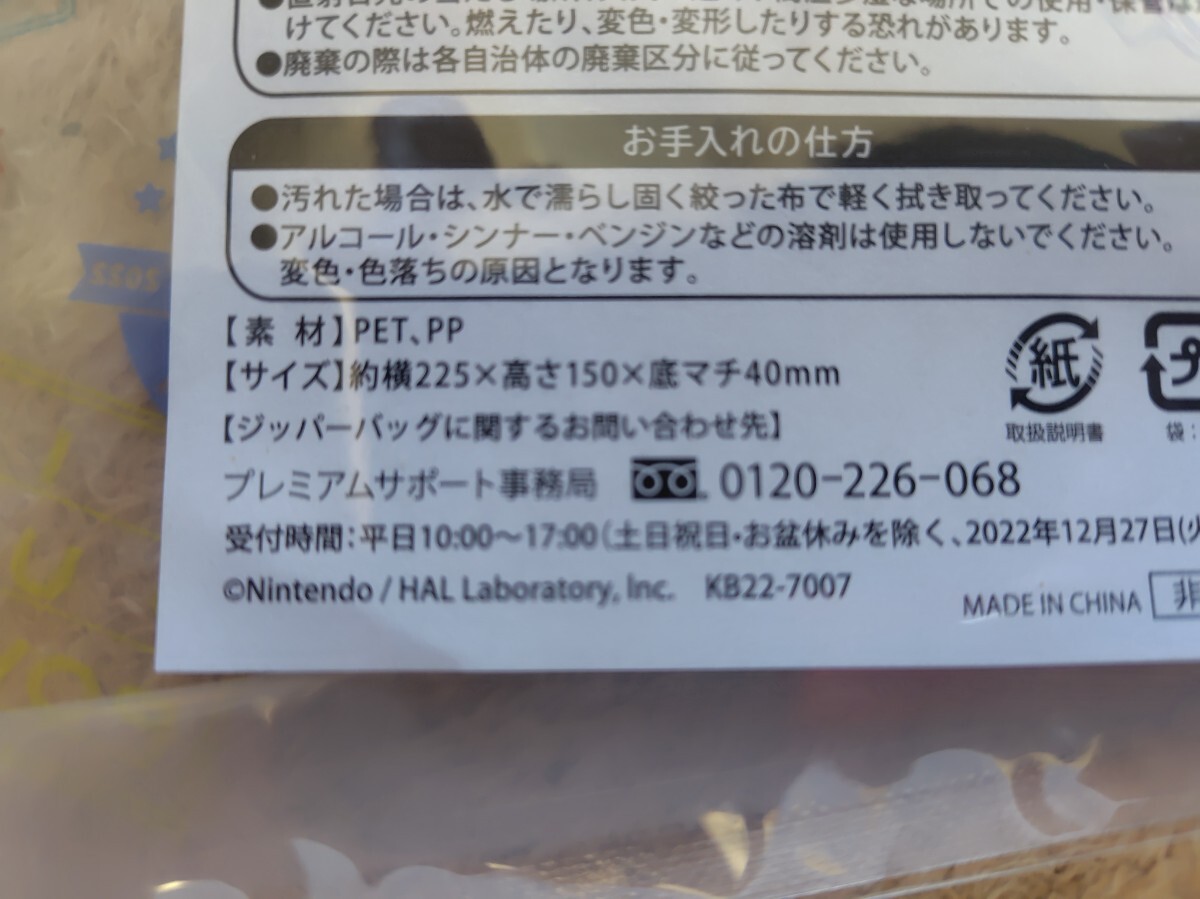 けてください。燃えたり、変色・変形したりする恐れがあります。
●廃棄の際は各自治体の廃棄区分に従ってください。
お手入れの仕方
●汚れた場合は、水で濡らし固く絞った布で軽く拭き取ってください。
●アルコール・シンナー・ベンジンなどの溶剤は使用しないでください。
変色・色落ちの原因となります。
【素 材】PET、PP
【サイズ】約横225×高さ150×底マチ40mm
紙
プ
取扱説明書
袋:
【ジッパーバッグに関するお問い合わせ先】
プレミアムサポート事務局 0120-226-068
受付時間:平日10:00～17:00(土日祝日・お盆休みを除く、2022年12月27日(火
©Nintendo / HAL Laboratory, Inc. KB22-7007
MADE IN CHINA 非
2022